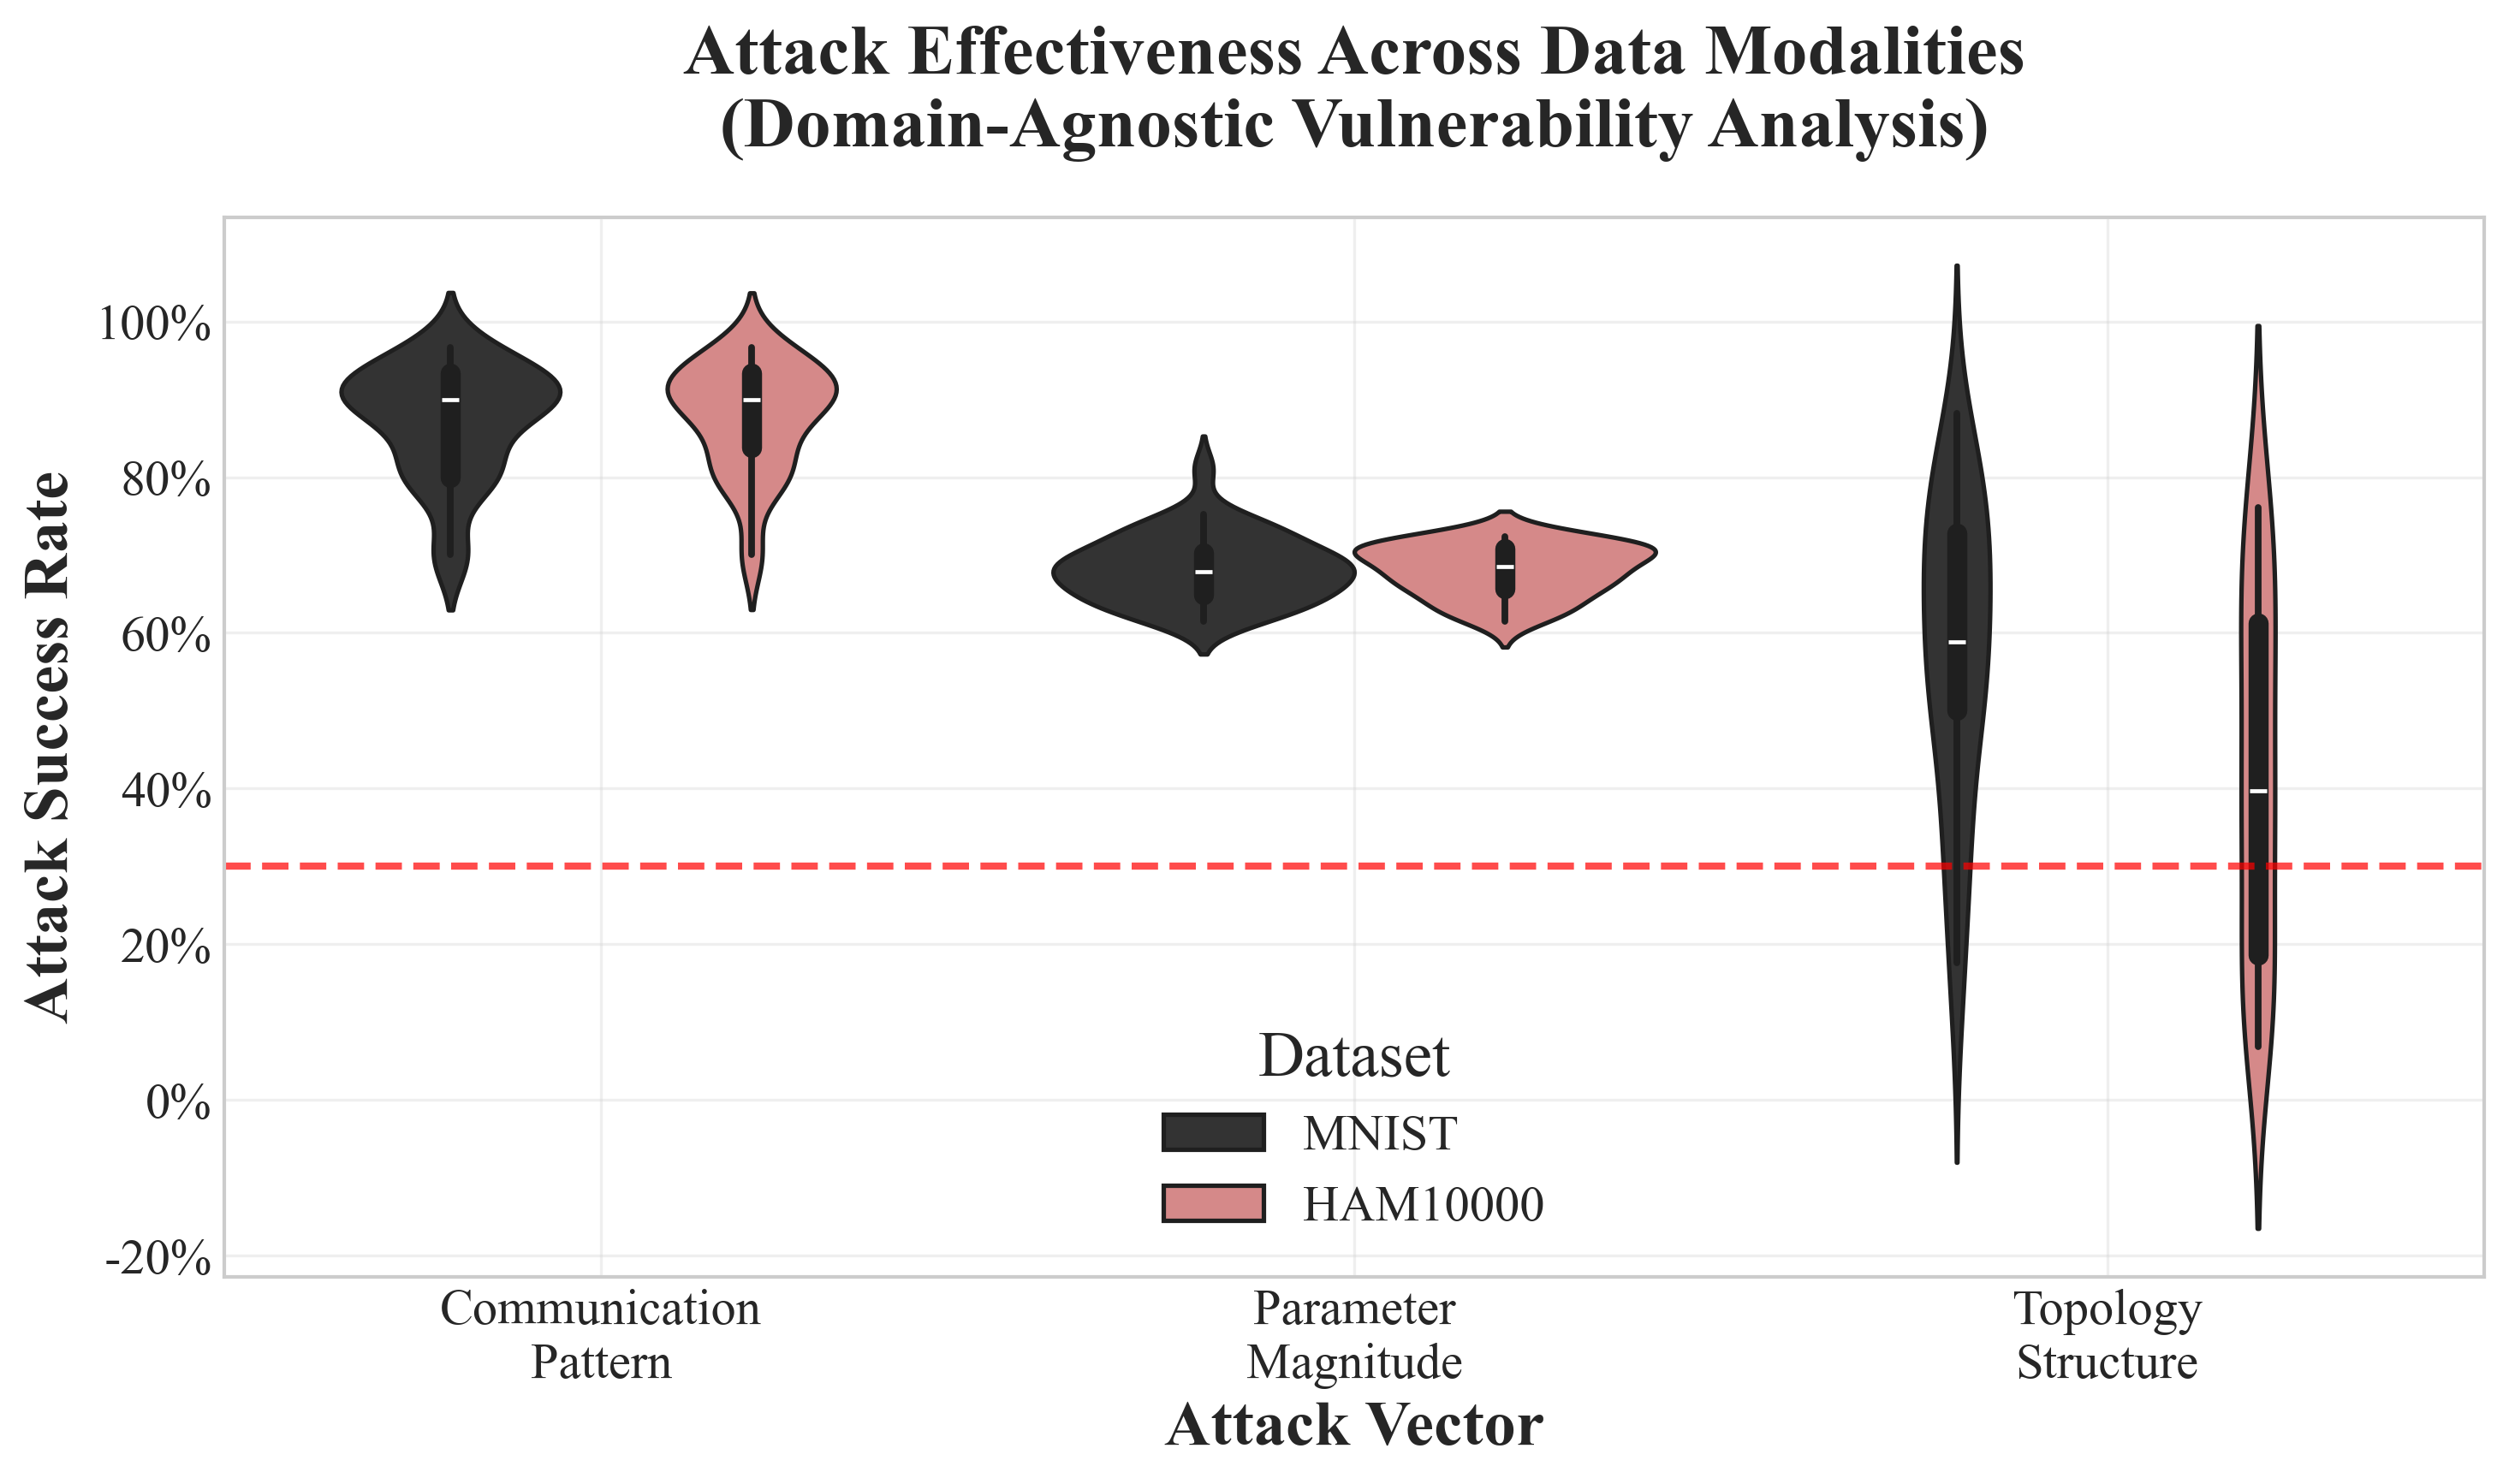 Attack Effectiveness Across Data Modalities
(Domain-Agnostic Vulnerability Analysis)
Attack Success Rate
100%
80%
60%
40%
20%
0%
-20%
Dataset
MNIST
HAM10000
Communication
Pattern
Parameter
Magnitude
Topology
Structure
Attack Vector